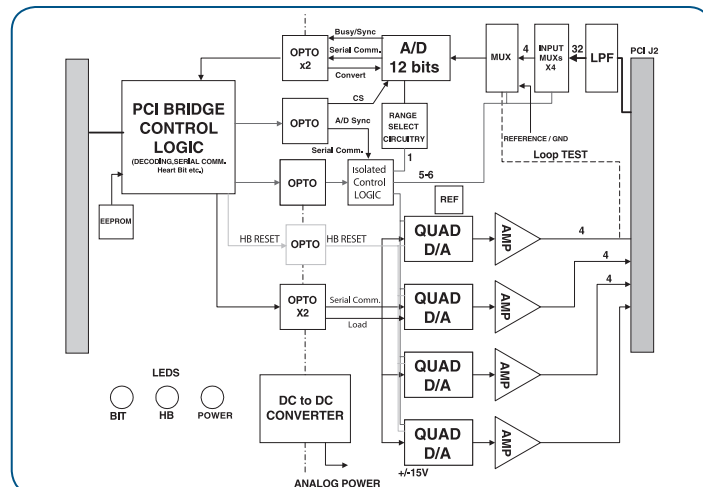 Busy/Sync
OPTO
x2
Serial Comm.
Convert
A/D
12 bits
MUX
4
INPUT
MUXs
X4
32
LPF
PCI J2
PCI BRIDGE
CONTROL
LOGIC
(DECODING,SERIAL COMM.
Heart Bit etc,)
CS
OPTO
A/D Sync
RANGE
SELECT
CIRCUITRY
REFERENCE / GND
Serial Comm.
1
Loop TEST
OPTO
Isolated
Control
LOGIC
5-6
EEPROM
REF
HB RESET
OPTO
HB RESET
QUAD
D/A
AMP
4
OPTO
X2
Serial Comm.
Load
QUAD
D/A
AMP
4
4
QUAD
D/A
AMP
LEDS
BIT
HB
POWER
DC to DC
CONVERTER
QUAD
D/A
AMP
+/-15V
ANALOG POWER